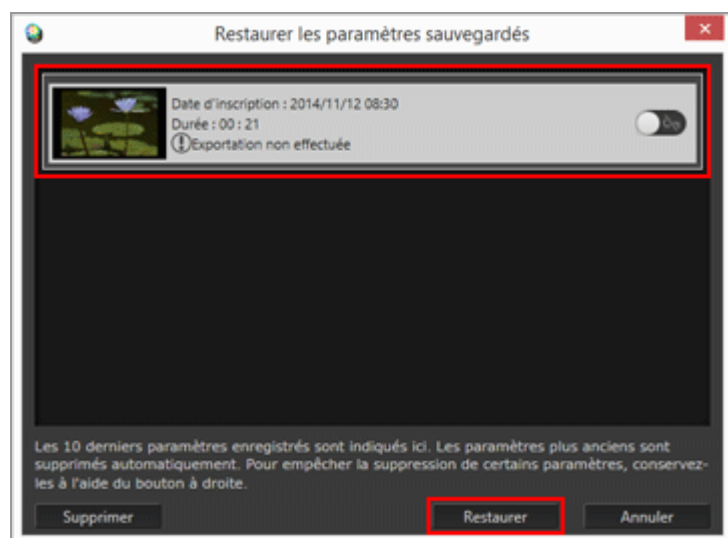 Restaurer les paramètres sauvegardés
Date d'inscription : 2014/11/12 08:30
Durée : 00 : 21
Exportation non effectuée
Les 10 derniers paramètres enregistrés sont indiqués ici. Les paramètres plus anciens sont
supprimés automatiquement. Pour empêcher la suppression de certains paramètres, conservez-
les à l'aide du bouton à droite.
Supprimer Restaurer Annuler